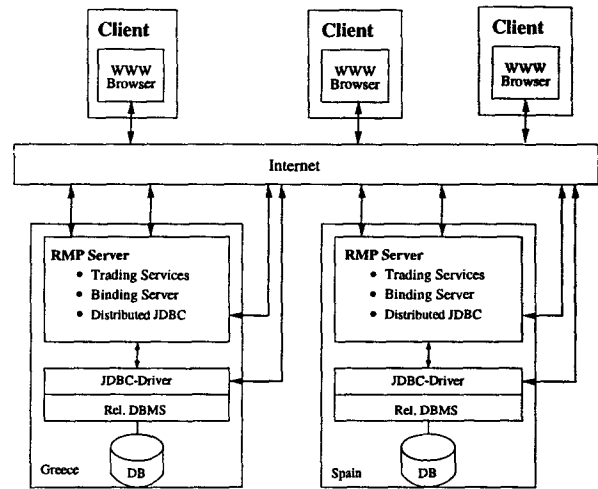 Client
WWW
Browser
Client
WWW
Browser
Client
WWW
Browser
Internet
RMP Server
• Trading Services
• Binding Server
• Distributed JDBC
JDBC-Driver
Rel. DBMS
DB
Greece
RMP Server
• Trading Services
• Binding Server
• Distributed JDBC
JDBC-Driver
Rel. DBMS
DB
Spain